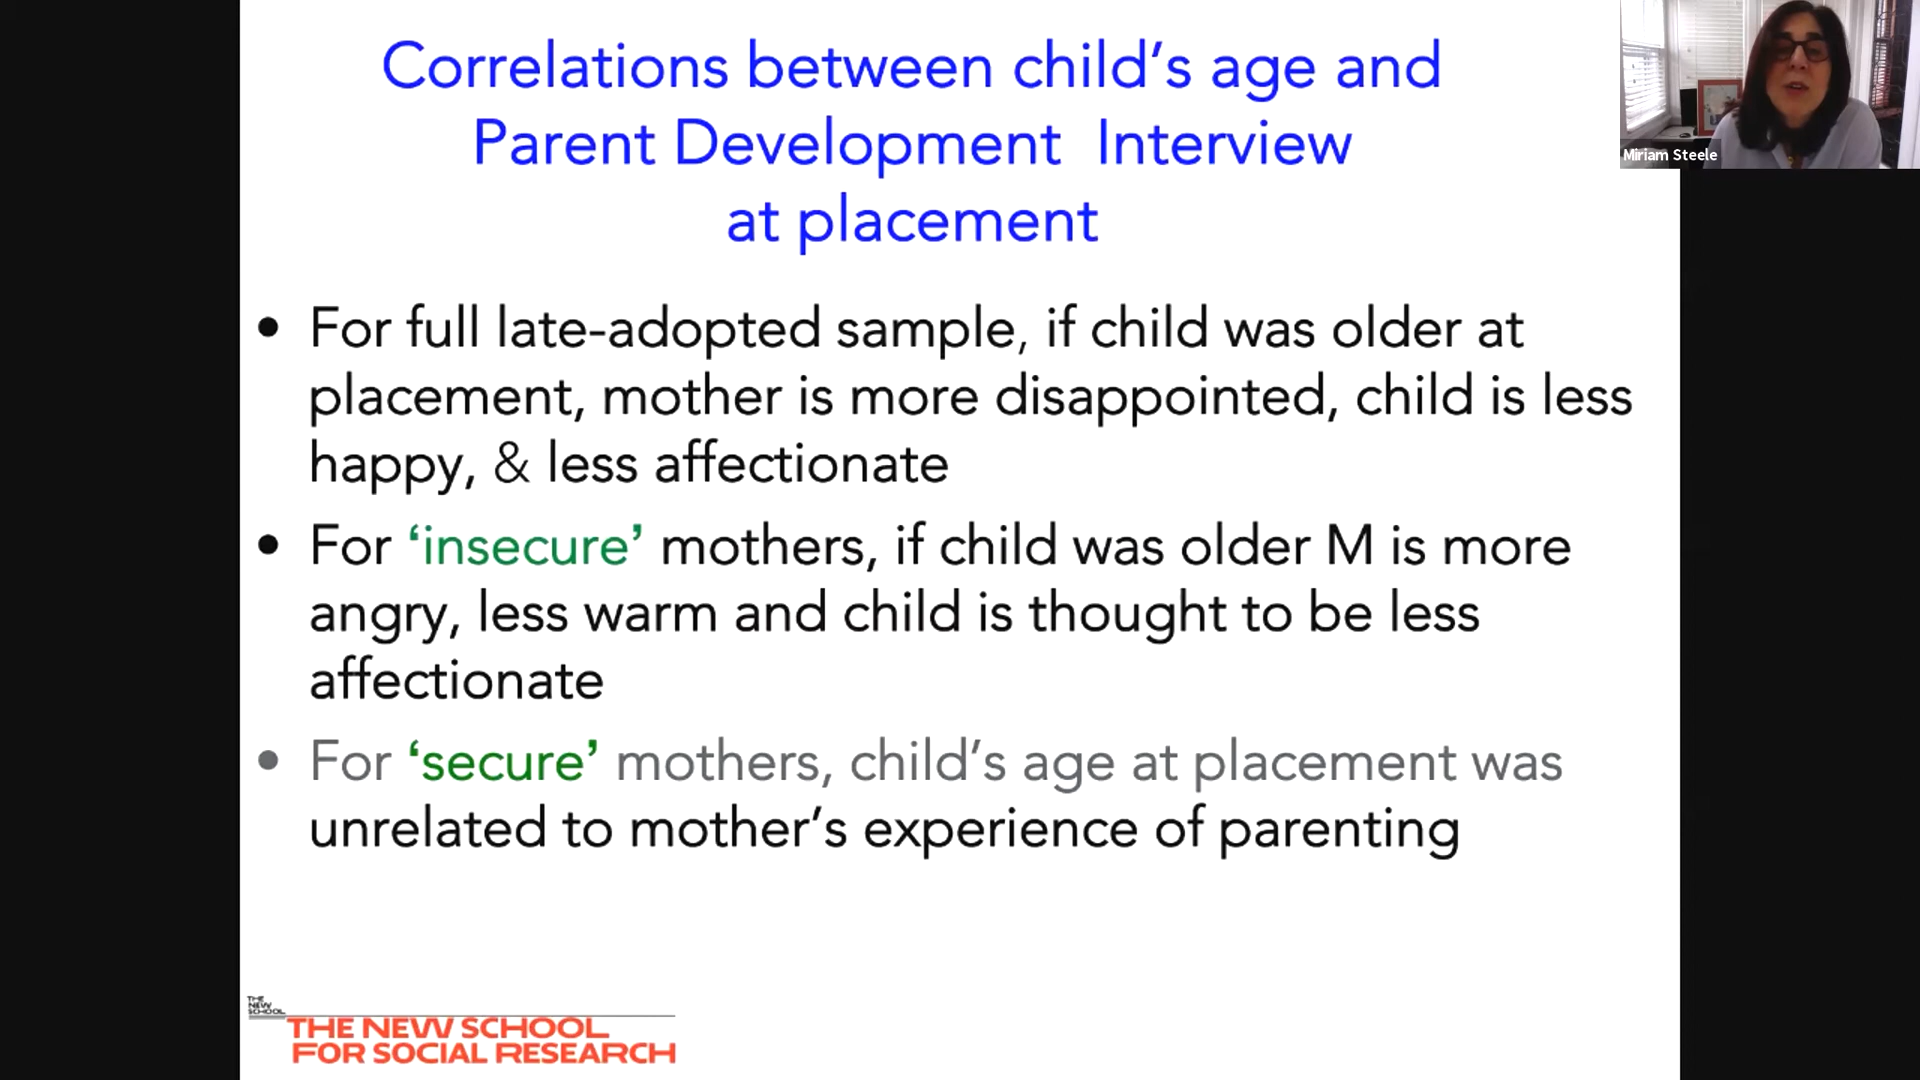 Correlations between child’s age and
Parent Development Interview
at placement
Miriam Steele
• For full late-adopted sample, if child was older at
placement, mother is more disappointed, child is less
happy, & less affectionate
• For ‘insecure’ mothers, if child was older M is more
angry, less warm and child is thought to be less
affectionate
• For ‘secure’ mothers, child’s age at placement was
unrelated to mother’s experience of parenting
THE
NEW
SCHOOL
THE NEW SCHOOL
FOR SOCIAL RESEARCH